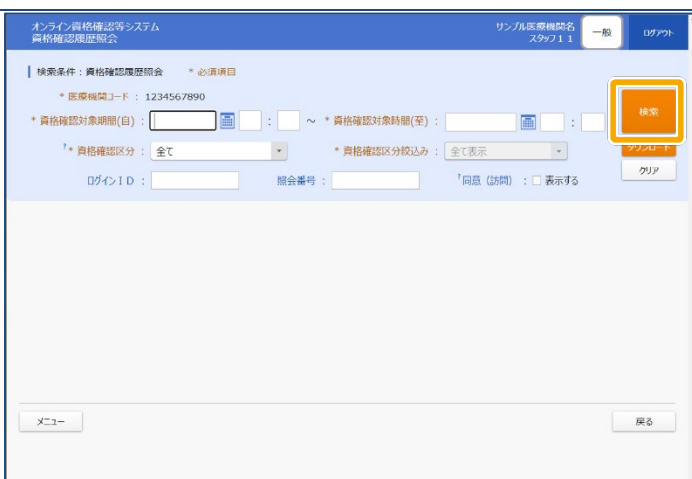 オンライン資格確認等システム
資格確認履歴照会
サンプル医療機関名
スタッフ１１
一般
ログアウト
検索条件：資格確認履歴照会 * 必須項目
* 医療機関コード : 1234567890
* 資格確認対象期間(自) : : ～ * 資格確認対象時間(至) : :
検索
?* 資格確認区分 : 全て * 資格確認区分絞込み : 全て表示
ダウンロード
ログインＩＤ : 照会番号 : ?同意（訪問） : 表示する
クリア
メニュー
戻る